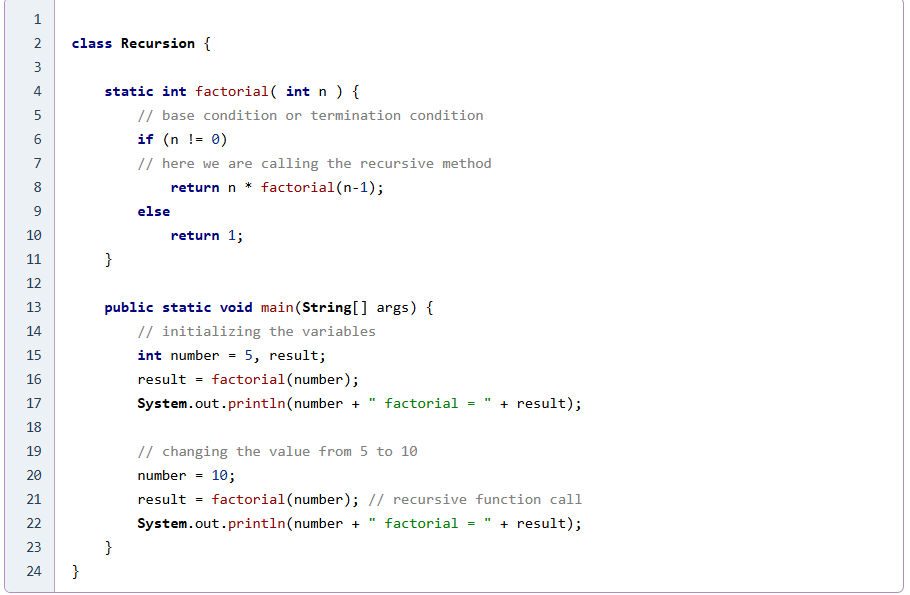 1
2 class Recursion {
3
4 static int factorial( int n ) {
5 // base condition or termination condition
6 if (n != 0)
7 // here we are calling the recursive method
8 return n * factorial(n-1);
9 else
10 return 1;
11 }
12
13 public static void main(String[] args) {
14 // initializing the variables
15 int number = 5, result;
16 result = factorial(number);
17 System.out.println(number + " factorial = " + result);
18
19 // changing the value from 5 to 10
20 number = 10;
21 result = factorial(number); // recursive function call
22 System.out.println(number + " factorial = " + result);
23 }
24 }